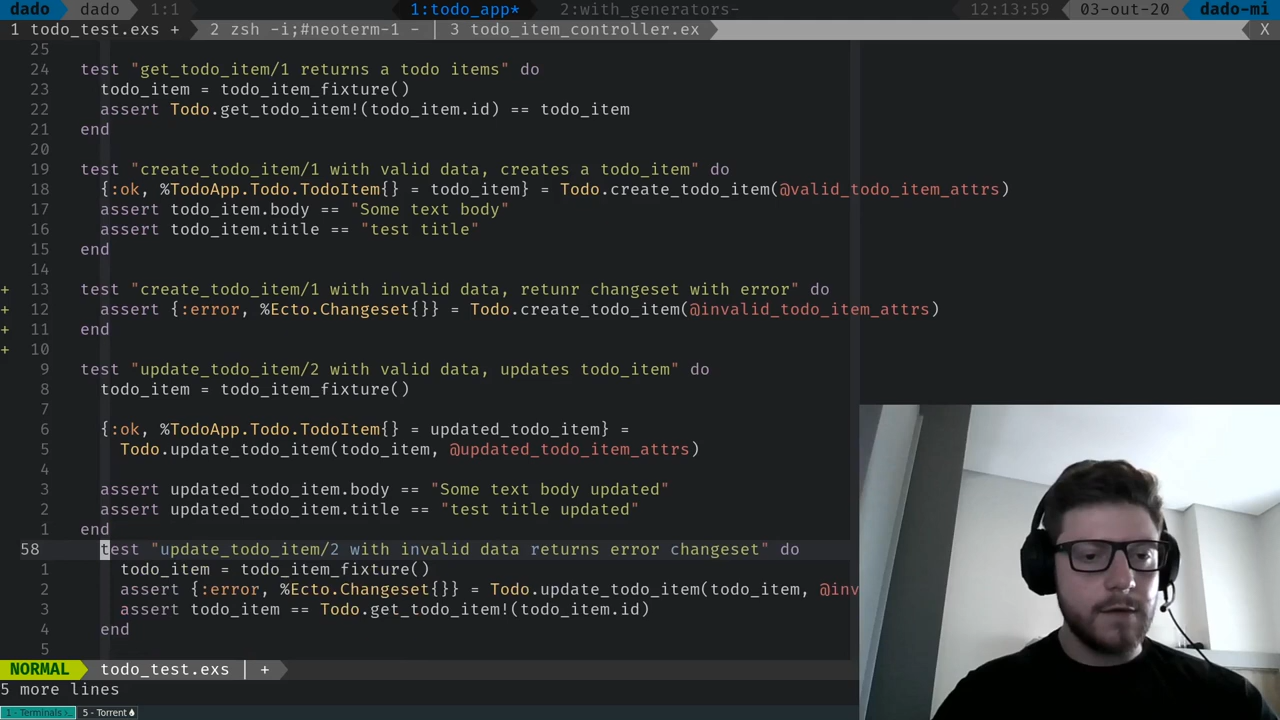 dado dado 1:1 1:todo_app* 2:with_generators- 12:13:59 03-out-20 dado-mi
1 todo_test.exs + 2 zsh -i;#neoterm-1 - | 3 todo_item_controller.ex X
25
24 test "get_todo_item/1 returns a todo items" do
23 todo_item = todo_item_fixture()
22 assert Todo.get_todo_item!(todo_item.id) == todo_item
21 end
20
19 test "create_todo_item/1 with valid data, creates a todo_item" do
18 {:ok, %TodoApp.Todo.TodoItem{} = todo_item} = Todo.create_todo_item(@valid_todo_item_attrs)
17 assert todo_item.body == "Some text body"
16 assert todo_item.title == "test title"
15 end
14
+ 13 test "create_todo_item/1 with invalid data, retunr changeset with error" do
+ 12 assert {:error, %Ecto.Changeset{}} = Todo.create_todo_item(@invalid_todo_item_attrs)
+ 11 end
+ 10
9 test "update_todo_item/2 with valid data, updates todo_item" do
8 todo_item = todo_item_fixture()
7
6 {:ok, %TodoApp.Todo.TodoItem{} = updated_todo_item} =
5 Todo.update_todo_item(todo_item, @updated_todo_item_attrs)
4
3 assert updated_todo_item.body == "Some text body updated"
2 assert updated_todo_item.title == "test title updated"
1 end
58 test "update_todo_item/2 with invalid data returns error changeset" do
1 todo_item = todo_item_fixture()
2 assert {:error, %Ecto.Changeset{}} = Todo.update_todo_item(todo_item, @inv
3 assert todo_item == Todo.get_todo_item!(todo_item.id)
4 end
5
NORMAL todo_test.exs | +
5 more lines
1 - Terminals 5 - Torrent